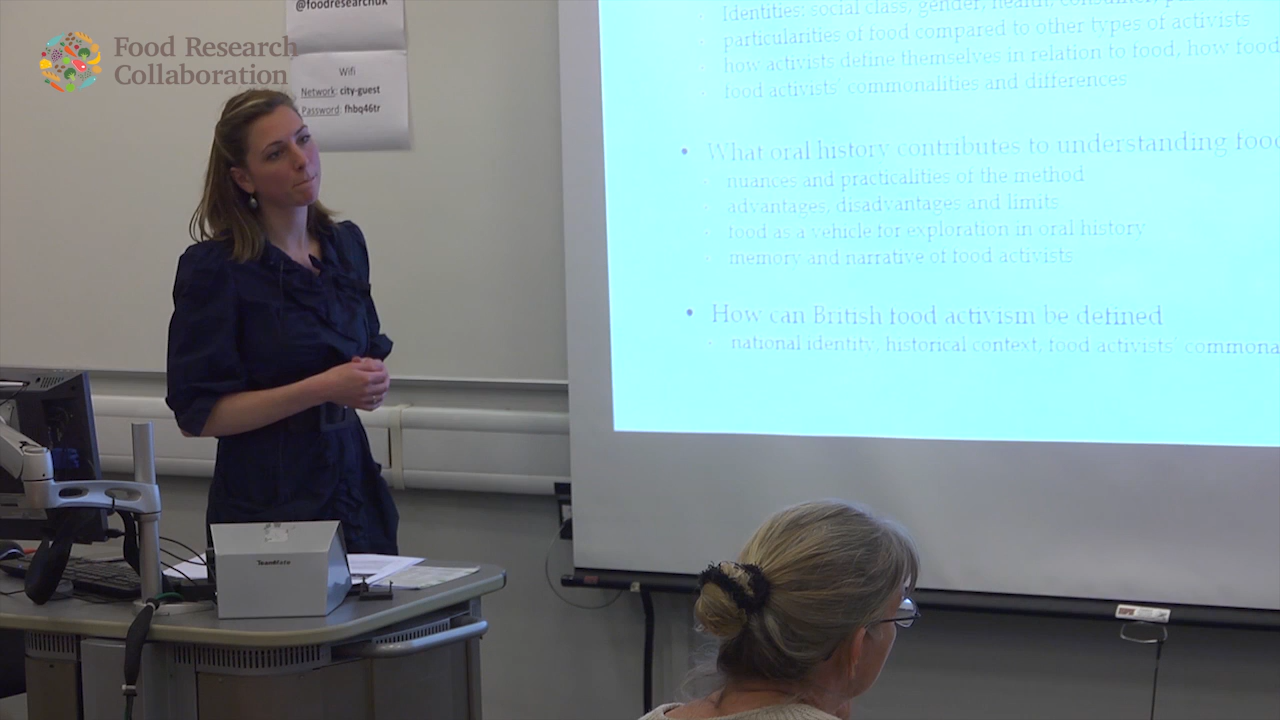 @foodresearchuk
Food Research
Collaboration
Wifi
Network: city-guest
Password: fhbq46tr
Identities: social class, gender, health, consumer,
particularities of food compared to other types of activists
how activists define themselves in relation to food, how food
food activists' commonalities and differences
• What oral history contributes to understanding food
nuances and practicalities of the method
advantages, disadvantages and limits
food as a vehicle for exploration in oral history
memory and narrative of food activists
• How can British food activism be defined
national identity, historical context, food activists' commona
TeamMate